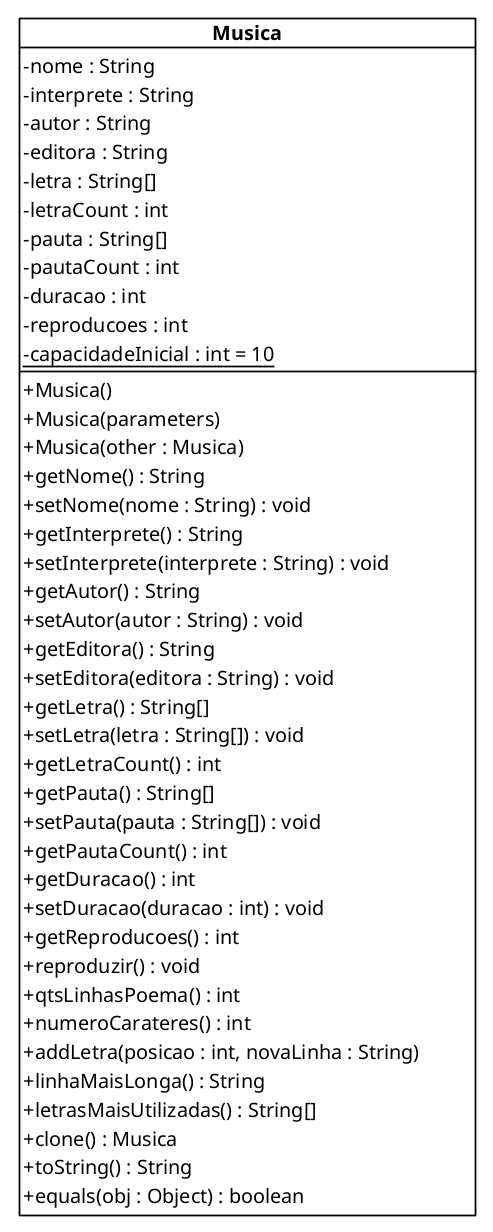 Musica
-nome : String
-interprete : String
-autor : String
-editora : String
-letra : String[]
-letraCount : int
-pauta : String[]
-pautaCount : int
-duracao : int
-reproducoes : int
-capacidadeInicial : int = 10
+Musica()
+Musica(parameters)
+Musica(other : Musica)
+getNome() : String
+setNome(nome : String) : void
+getInterprete() : String
+setInterprete(interprete : String) : void
+getAutor() : String
+setAutor(autor : String) : void
+getEditora() : String
+setEditora(editora : String) : void
+getLetra() : String[]
+setLetra(letra : String[]) : void
+getLetraCount() : int
+getPauta() : String[]
+setPauta(pauta : String[]) : void
+getPautaCount() : int
+getDuracao() : int
+setDuracao(duracao : int) : void
+getReproducoes() : int
+reproduzir() : void
+qtsLinhasPoema() : int
+numeroCarateres() : int
+addLetra(posicao : int, novaLinha : String)
+linhaMaisLonga() : String
+letrasMaisUtilizadas() : String[]
+clone() : Musica
+toString() : String
+equals(obj : Object) : boolean